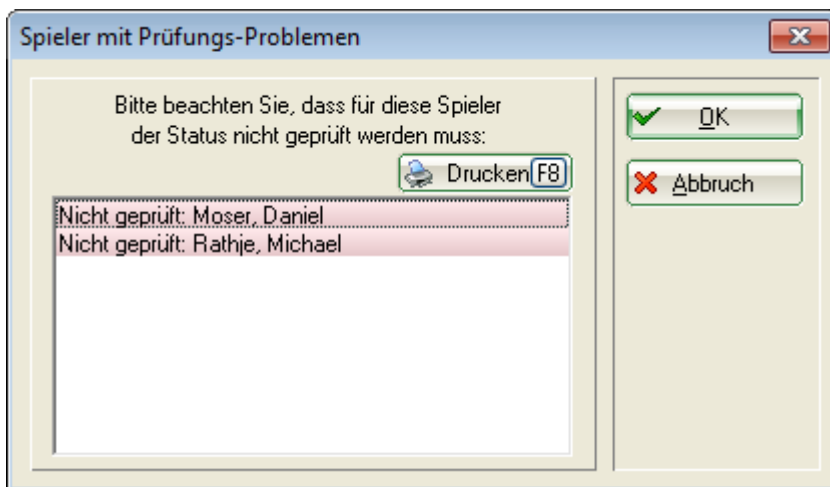 Spieler mit Prüfungs-Problemen
Bitte beachten Sie, dass für diese Spieler
der Status nicht geprüft werden muss:
Drucken F8
Nicht geprüft: Moser, Daniel
Nicht geprüft: Rathje, Michael
OK
Abbruch